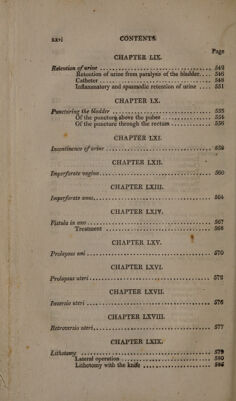 xxvi CONTENTS.
Page
CHAPTER LIX.
Retention of urine ........ 542
Retention of urine from paralysis of the bladder.... 546
Catheter ........ 548
Inflammatory and spasmodic retention of urine .... 551
CHAPTER LX.
Puncturing the bladder ........ 553
Of the puncture above the pubes ........ 554
Of the puncture through the rectum ........ 556
CHAPTER LXI.
Incontinence of urine ........ 559
CHAPTER LXII.
Imperforate vagina ........ 560
CHAPTER LXIII.
Imperforate anus ........ 564
CHAPTER LXIV.
Fistula in ano ........ 567
Treatment ........ 568
CHAPTER LXV.
Prolapsus ani ........ 570
CHAPTER LXVI.
Prolapsus uteri ........ 572
CHAPTER LXVII.
Inversio uteri ........ 576
CHAPTER LXVIII.
Retroversio uteri ........ 577
CHAPTER LXIX.
Lithotomy ........ 579
Lateral operation ........ 580
Lithotomy with the knife ........